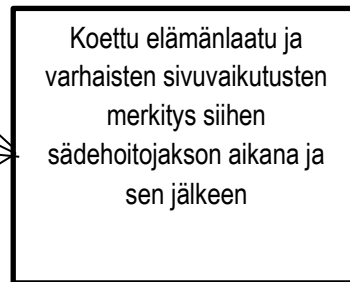 Koettu elämänlaatu ja
varhaisten sivuvaikutusten
merkitys siihen
sädehoitojakson aikana ja
sen jälkeen